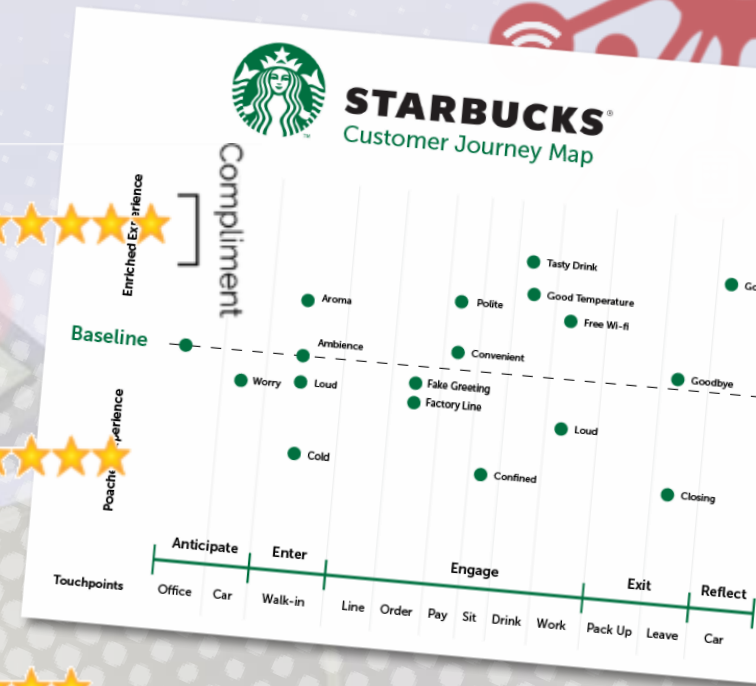 STARBUCKS®
Customer Journey Map
TM
Enriched Experience
Compliment
Tasty Drink
Good Temperature
Aroma
Polite
Free Wi-fi
Baseline
Ambience
Convenient
Goodbye
Worry
Loud
Fake Greeting
Factory Line
Loud
Cold
Confined
Closing
Anticipate
Enter
Engage
Exit
Reflect
Touchpoints
Office
Car
Walk-in
Line
Order
Pay
Sit
Drink
Work
Pack Up
Leave
Car